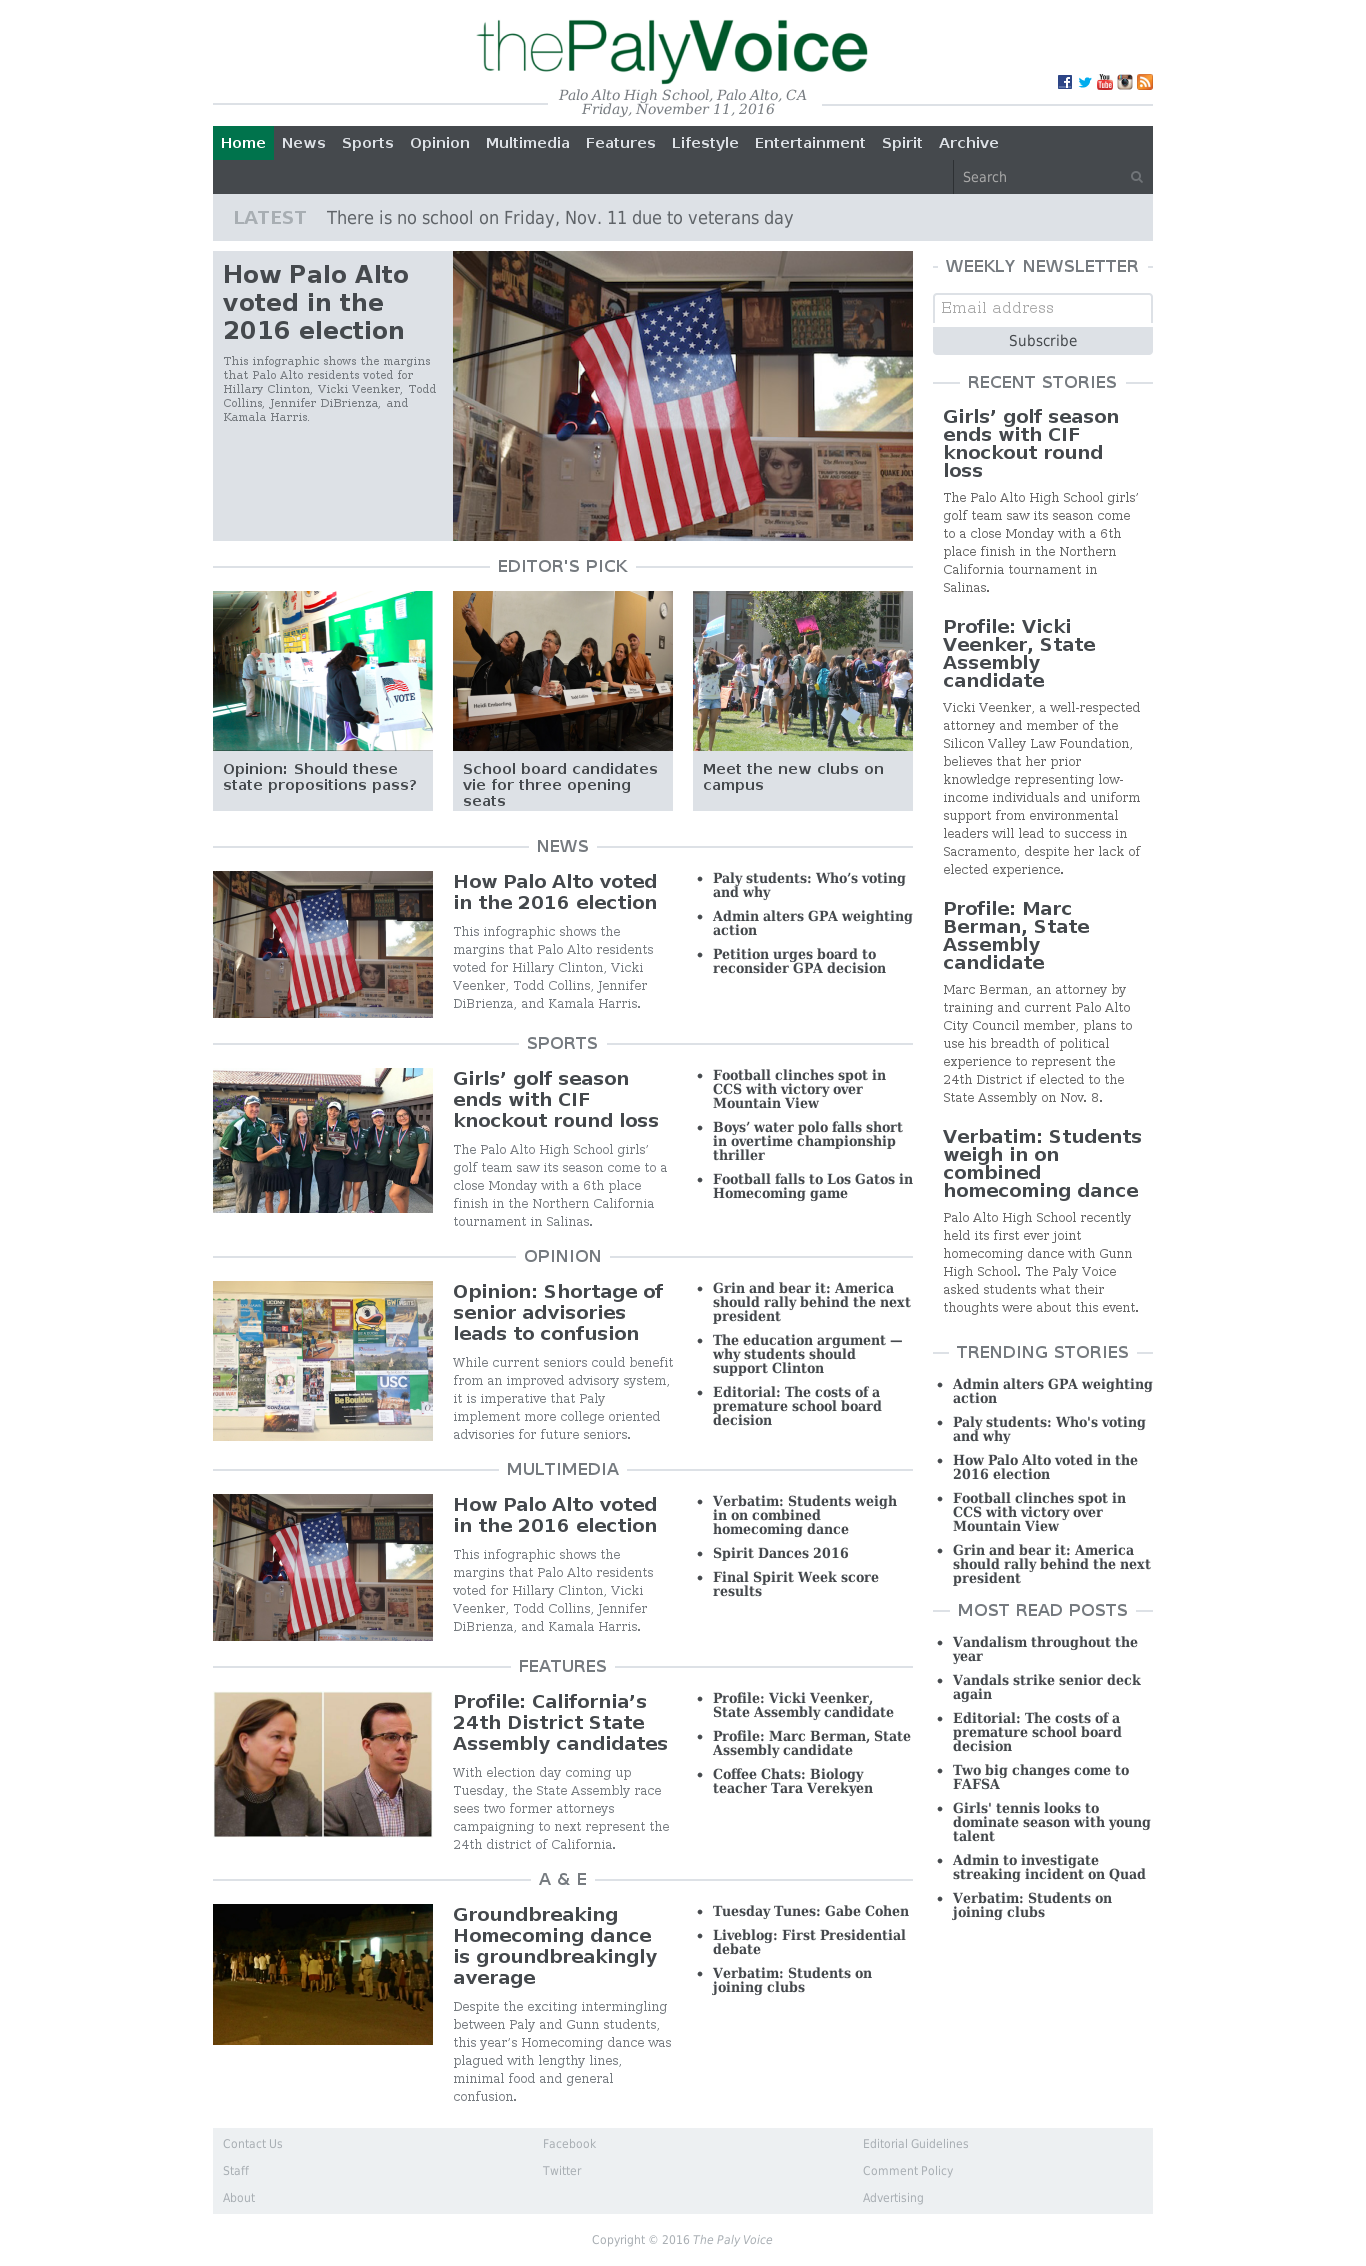 thePalyVoice
Palo Alto High School, Palo Alto, CA
Friday, November 11, 2016
Home News Sports Opinion Multimedia Features Lifestyle Entertainment Spirit Archive
Search
LATEST There is no school on Friday, Nov. 11 due to veterans day
How Palo Alto
voted in the
2016 election
This infographic shows the margins
that Palo Alto residents voted for
Hillary Clinton, Vicki Veenker, Todd
Collins, Jennifer DiBrienza, and
Kamala Harris.
EDITOR'S PICK
VOTE
Opinion: Should these
state propositions pass?
Heidi Emberling
School board candidates
vie for three opening
seats
Meet the new clubs on
campus
NEWS
How Palo Alto voted
in the 2016 election
This infographic shows the
margins that Palo Alto residents
voted for Hillary Clinton, Vicki
Veenker, Todd Collins, Jennifer
DiBrienza, and Kamala Harris.
• Paly students: Who’s voting
and why
• Admin alters GPA weighting
action
• Petition urges board to
reconsider GPA decision
SPORTS
Girls’ golf season
ends with CIF
knockout round loss
The Palo Alto High School girls’
golf team saw its season come to a
close Monday with a 6th place
finish in the Northern California
tournament in Salinas.
• Football clinches spot in
CCS with victory over
Mountain View
• Boys’ water polo falls short
in overtime championship
thriller
• Football falls to Los Gatos in
Homecoming game
OPINION
UCONN
USC
Be Boulder.
GONZAGA
Opinion: Shortage of
senior advisories
leads to confusion
While current seniors could benefit
from an improved advisory system,
it is imperative that Paly
implement more college oriented
advisories for future seniors.
• Grin and bear it: America
should rally behind the next
president
• The education argument —
why students should
support Clinton
• Editorial: The costs of a
premature school board
decision
MULTIMEDIA
How Palo Alto voted
in the 2016 election
This infographic shows the
margins that Palo Alto residents
voted for Hillary Clinton, Vicki
Veenker, Todd Collins, Jennifer
DiBrienza, and Kamala Harris.
• Verbatim: Students weigh
in on combined
homecoming dance
• Spirit Dances 2016
• Final Spirit Week score
results
FEATURES
Profile: California’s
24th District State
Assembly candidates
With election day coming up
Tuesday, the State Assembly race
sees two former attorneys
campaigning to next represent the
24th district of California.
• Profile: Vicki Veenker,
State Assembly candidate
• Profile: Marc Berman, State
Assembly candidate
• Coffee Chats: Biology
teacher Tara Verekyen
A & E
Groundbreaking
Homecoming dance
is groundbreakingly
average
Despite the exciting intermingling
between Paly and Gunn students,
this year’s Homecoming dance was
plagued with lengthy lines,
minimal food and general
confusion.
• Tuesday Tunes: Gabe Cohen
• Liveblog: First Presidential
debate
• Verbatim: Students on
joining clubs
WEEKLY NEWSLETTER
Email address
Subscribe
RECENT STORIES
Girls’ golf season
ends with CIF
knockout round
loss
The Palo Alto High School girls’
golf team saw its season come
to a close Monday with a 6th
place finish in the Northern
California tournament in
Salinas.
Profile: Vicki
Veenker, State
Assembly
candidate
Vicki Veenker, a well-respected
attorney and member of the
Silicon Valley Law Foundation,
believes that her prior
knowledge representing low-
income individuals and uniform
support from environmental
leaders will lead to success in
Sacramento, despite her lack of
elected experience.
Profile: Marc
Berman, State
Assembly
candidate
Marc Berman, an attorney by
training and current Palo Alto
City Council member, plans to
use his breadth of political
experience to represent the
24th District if elected to the
State Assembly on Nov. 8.
Verbatim: Students
weigh in on
combined
homecoming dance
Palo Alto High School recently
held its first ever joint
homecoming dance with Gunn
High School. The Paly Voice
asked students what their
thoughts were about this event.
TRENDING STORIES
• Admin alters GPA weighting
action
• Paly students: Who's voting
and why
• How Palo Alto voted in the
2016 election
• Football clinches spot in
CCS with victory over
Mountain View
• Grin and bear it: America
should rally behind the next
president
MOST READ POSTS
• Vandalism throughout the
year
• Vandals strike senior deck
again
• Editorial: The costs of a
premature school board
decision
• Two big changes come to
FAFSA
• Girls' tennis looks to
dominate season with young
talent
• Admin to investigate
streaking incident on Quad
• Verbatim: Students on
joining clubs
Contact Us
Staff
About
Facebook
Twitter
Editorial Guidelines
Comment Policy
Advertising
Copyright © 2016 The Paly Voice